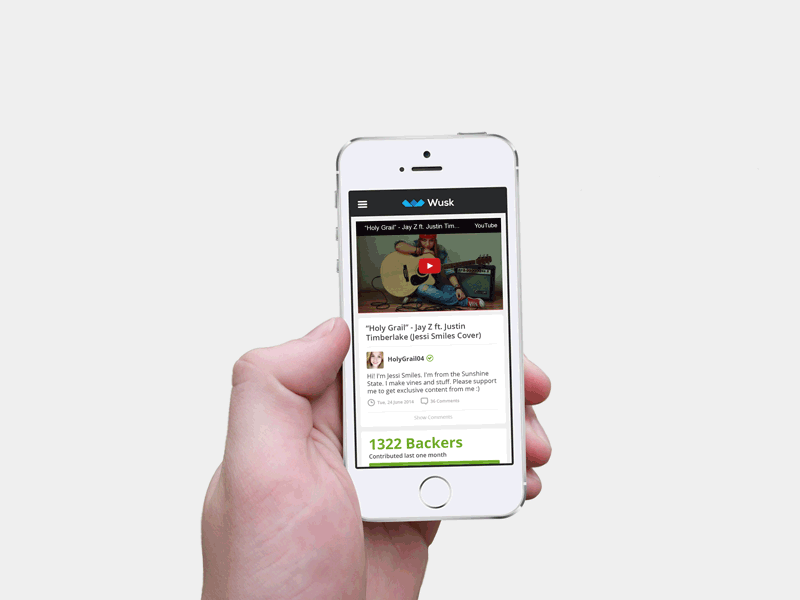 Wusk
"Holy Grail" - Jay Z ft. Justin Tim... YouTube
"Holy Grail" - Jay Z ft. Justin
Timberlake (Jessi Smiles Cover)
HolyGrail04
Hi! I'm Jessi Smiles. I'm from the Sunshine
State. I make vines and stuff. Please support
me to get exclusive content from me :)
Tue, 24 June 2014 36 Comments
Show Comments
1322 Backers
Contributed last one month